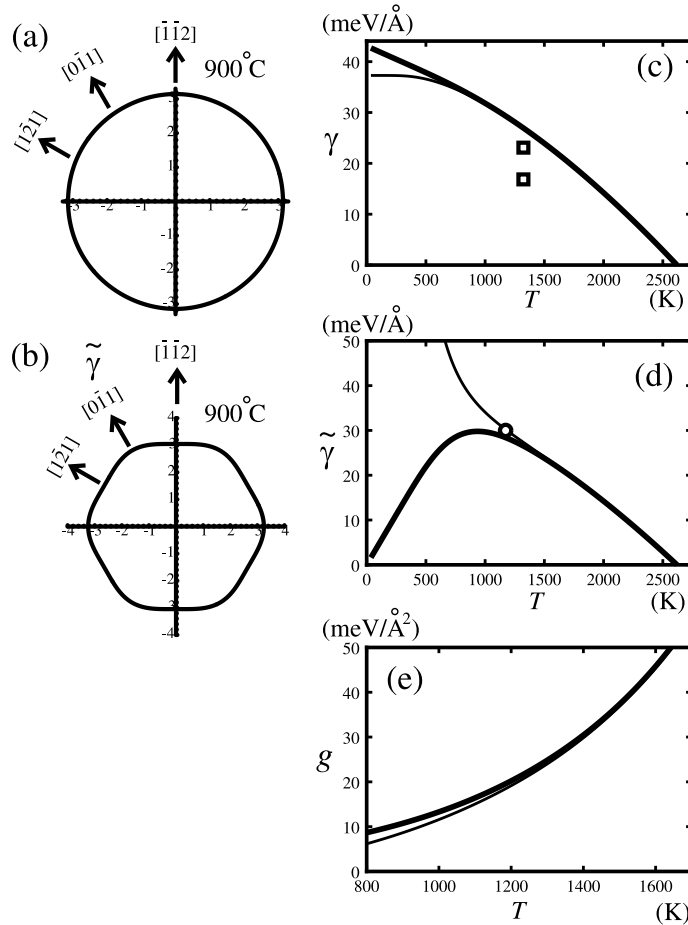 (a)
[1̄1̄2]
900°C
[01̄1]
[12̄1]
3
2
1
-3 -2 -1 1 2 3
-1
-2
-3
(b)
γ̃
[1̄1̄2]
900°C
[01̄1]
[12̄1]
4
3
2
1
-4 -3 -2 -1 1 2 3 4
-1
-2
-3
-4
(meV/Å)
(c)
γ
40
30
20
10
0
0 500 1000 1500 2000 2500
T (K)
(meV/Å)
(d)
γ̃
50
40
30
20
10
0
0 500 1000 1500 2000 2500
T (K)
(meV/Å²)
(e)
g
50
40
30
20
10
0
800 1000 1200 1400 1600
T (K)